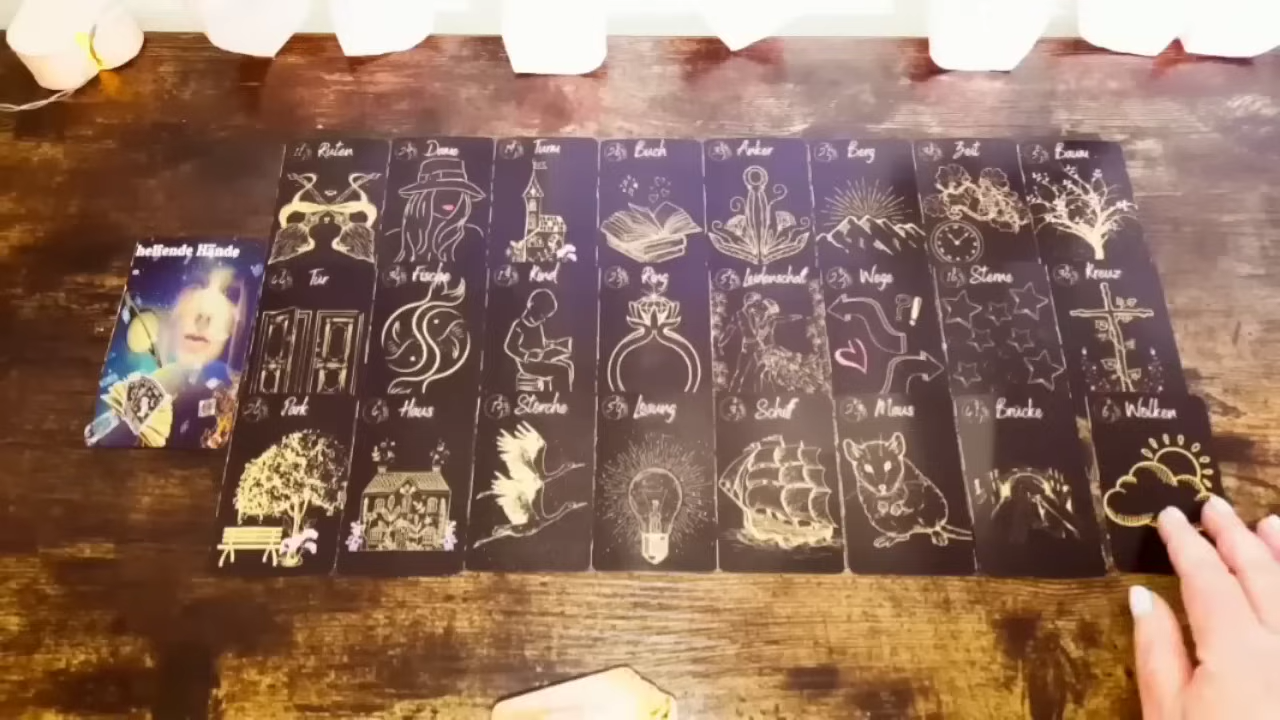 helfende Hände
Ruten
Dame
Turm
Buch
Anker
Berg
Zeit
Baum
Tür
Fische
Kind
Ring
Leidenschaft
Wege
Sterne
Kreuz
Park
Haus
Störche
Lösung
Schiff
Maus
Brücke
Wolken